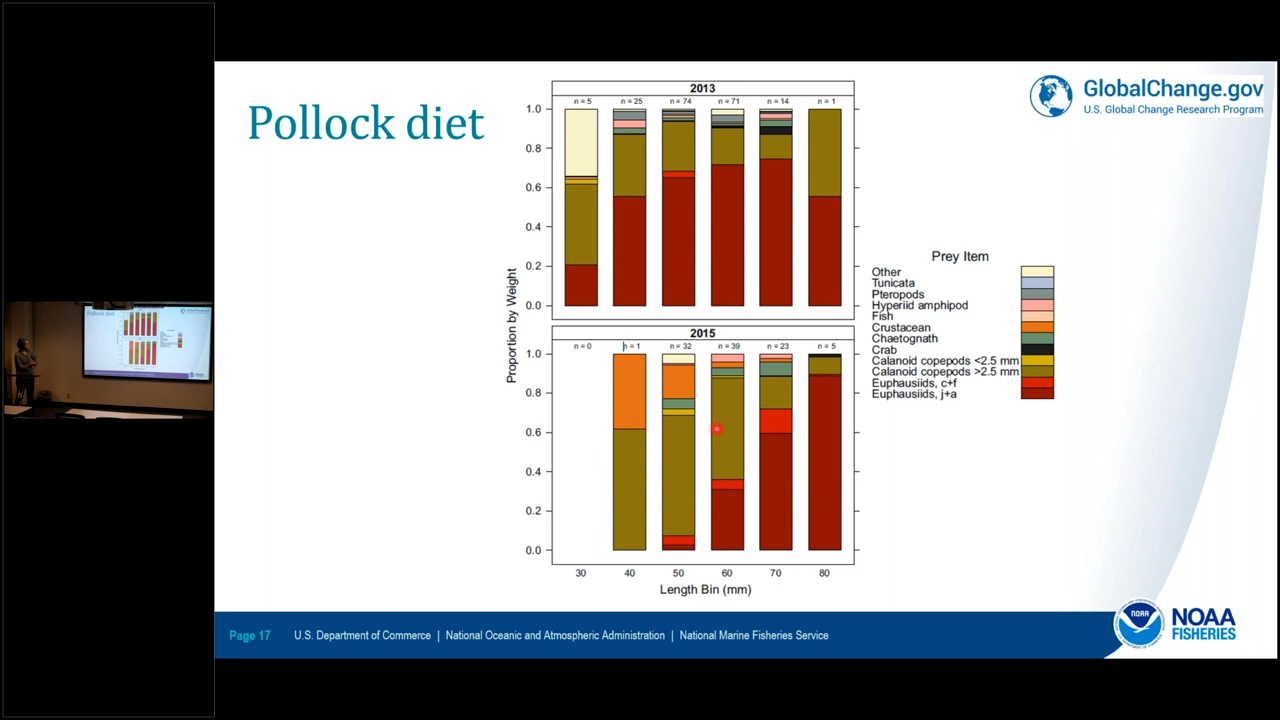 Pollock diet
GlobalChange.gov
U.S. Global Change Research Program
2013
n = 5 n = 25 n = 74 n = 71 n = 14 n = 1
1.0
0.8
0.6
0.4
0.2
0.0
Proportion by Weight
2015
n = 0 n = 1 n = 32 n = 39 n = 23 n = 5
1.0
0.8
0.6
0.4
0.2
0.0
30 40 50 60 70 80
Length Bin (mm)
Prey Item
Other
Tunicata
Pteropods
Hyperiid amphipod
Fish
Crustacean
Chaetognath
Crab
Calanoid copepods <2.5 mm
Calanoid copepods >2.5 mm
Euphausiids, c+f
Euphausiids, j+a
Pollock diet
Page 17 U.S. Department of Commerce | National Oceanic and Atmospheric Administration | National Marine Fisheries Service
NOAA
NOAA
FISHERIES